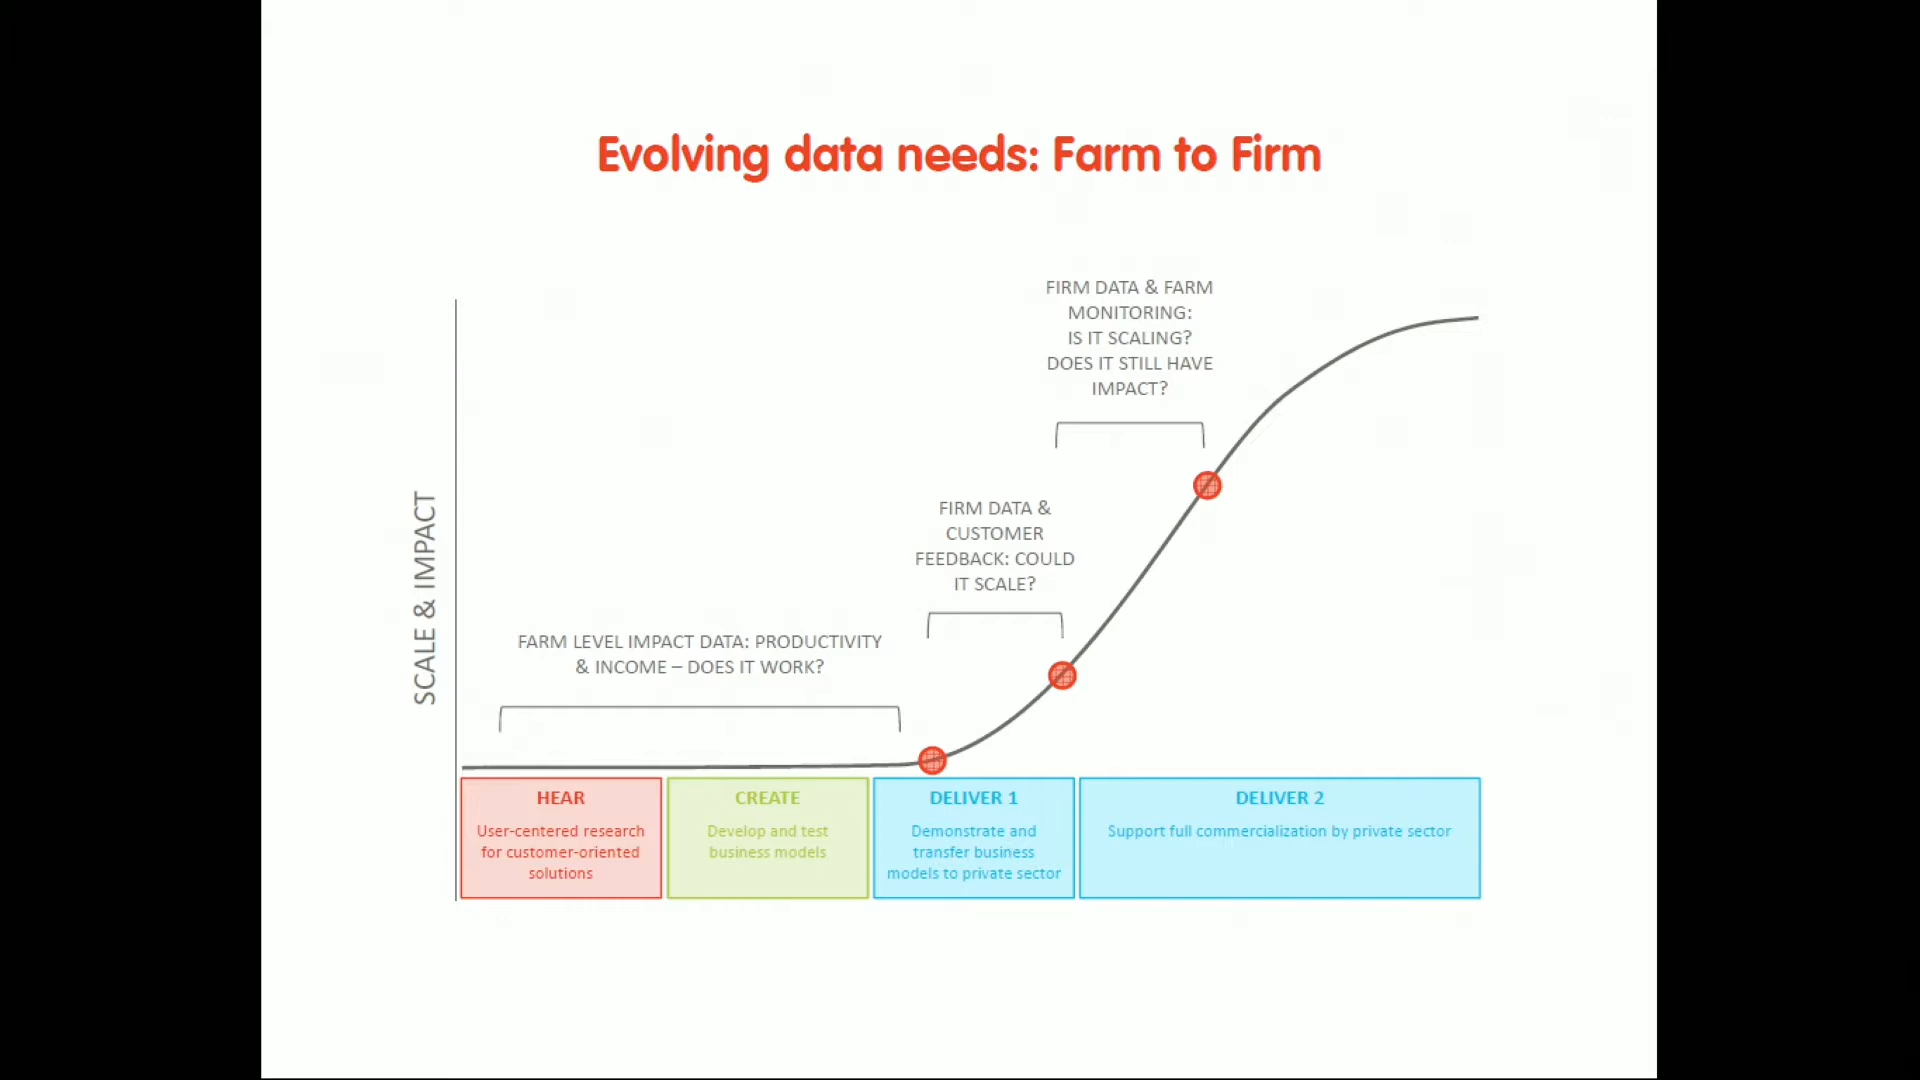 Evolving data needs: Farm to Firm
FIRM DATA & FARM
MONITORING:
IS IT SCALING?
DOES IT STILL HAVE
IMPACT?
FIRM DATA &
CUSTOMER
FEEDBACK: COULD
IT SCALE?
FARM LEVEL IMPACT DATA: PRODUCTIVITY
& INCOME – DOES IT WORK?
SCALE & IMPACT
HEAR
User-centered research
for customer-oriented
solutions
CREATE
Develop and test
business models
DELIVER 1
Demonstrate and
transfer business
models to private sector
DELIVER 2
Support full commercialization by private sector